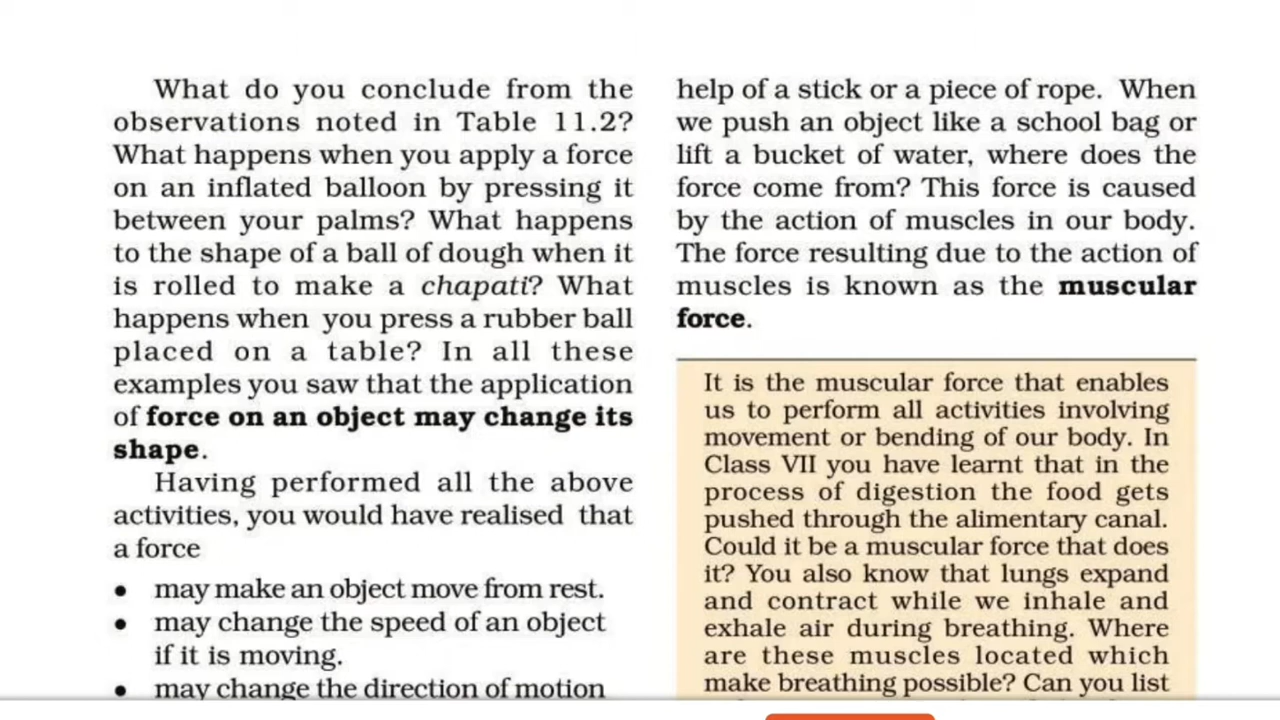 What do you conclude from the
observations noted in Table 11.2?
What happens when you apply a force
on an inflated balloon by pressing it
between your palms? What happens
to the shape of a ball of dough when it
is rolled to make a chapati? What
happens when you press a rubber ball
placed on a table? In all these
examples you saw that the application
of force on an object may change its
shape.
Having performed all the above
activities, you would have realised that
a force
• may make an object move from rest.
• may change the speed of an object
if it is moving.
• may change the direction of motion
help of a stick or a piece of rope. When
we push an object like a school bag or
lift a bucket of water, where does the
force come from? This force is caused
by the action of muscles in our body.
The force resulting due to the action of
muscles is known as the muscular
force.
It is the muscular force that enables
us to perform all activities involving
movement or bending of our body. In
Class VII you have learnt that in the
process of digestion the food gets
pushed through the alimentary canal.
Could it be a muscular force that does
it? You also know that lungs expand
and contract while we inhale and
exhale air during breathing. Where
are these muscles located which
make breathing possible? Can you list